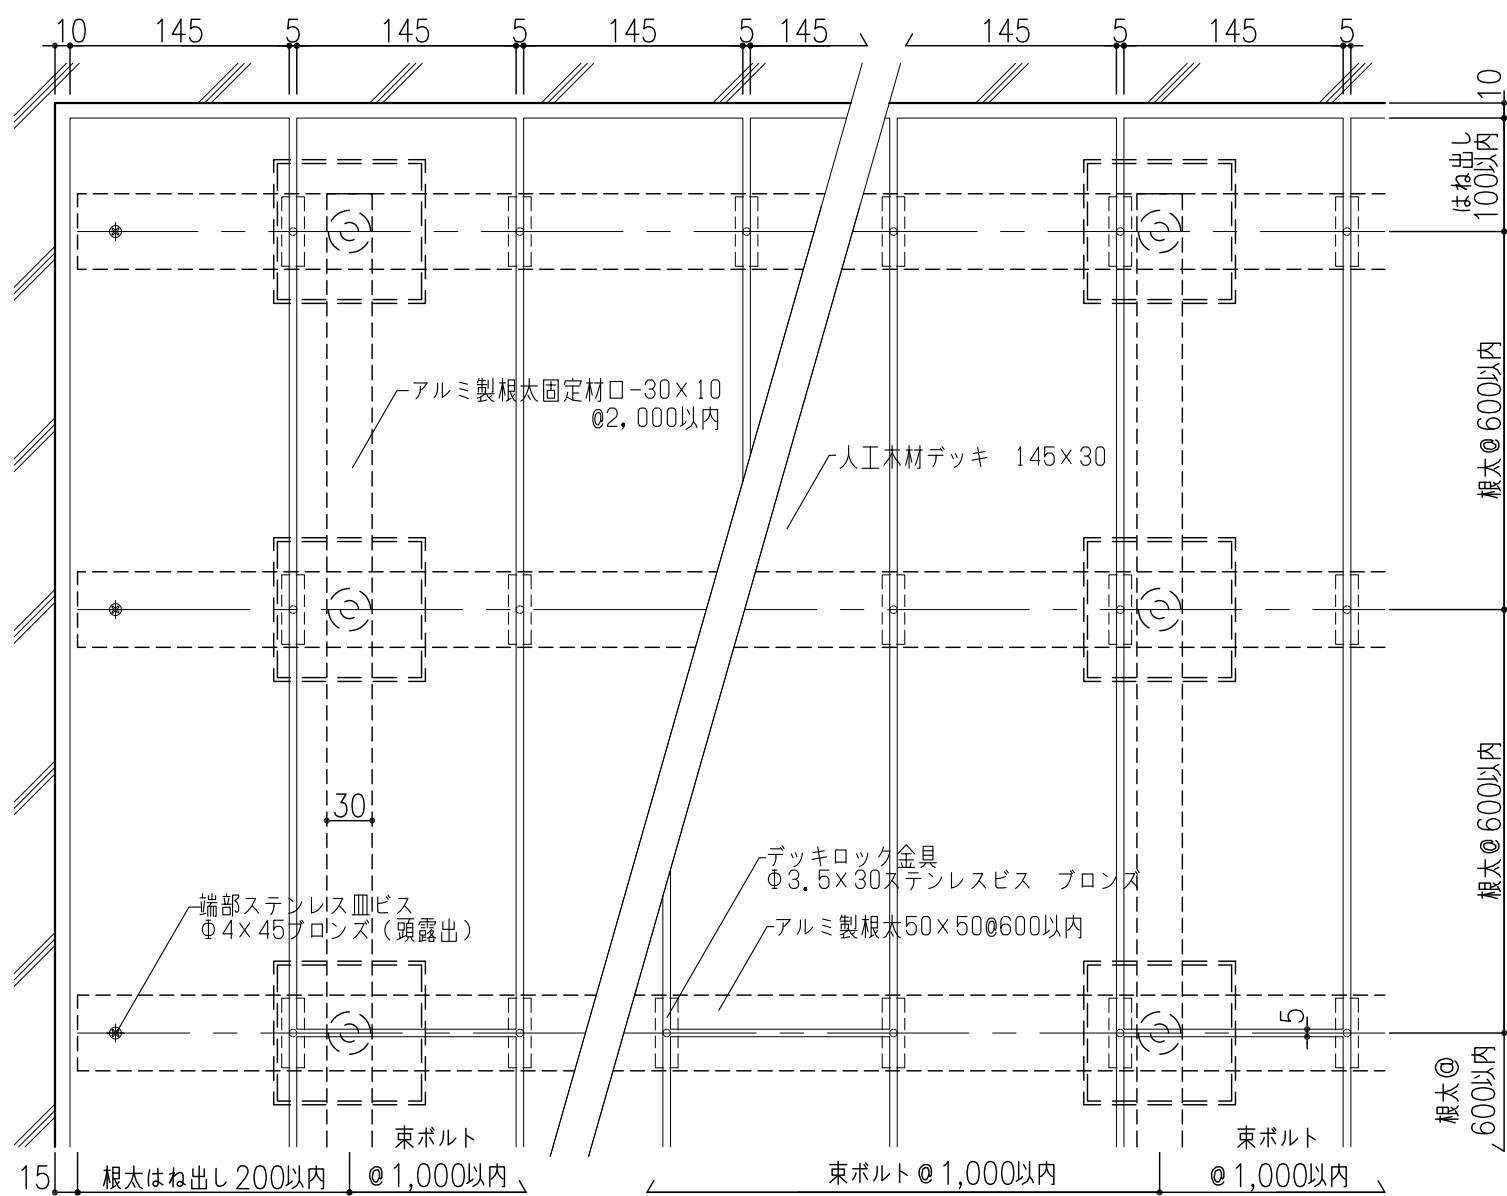 10 145 5 145 5 145 5 145 145 5 145 5
10
はね出し
100以内
アルミ製根太固定材ロ-30×10
@2,000以内
根太@600以内
人工木材デッキ 145×30
根太@600以内
30
デッキロック金具
Φ3.5×30ステンレスビス ブロンズ
端部ステンレス皿ビス
Φ4×45ブロンズ(頭露出)
アルミ製根太50×50@600以内
5
根太@
600以内
束ボルト
@1,000以内
束ボルト
@1,000以内
15 根太はね出し200以内
束ボルト@1,000以内